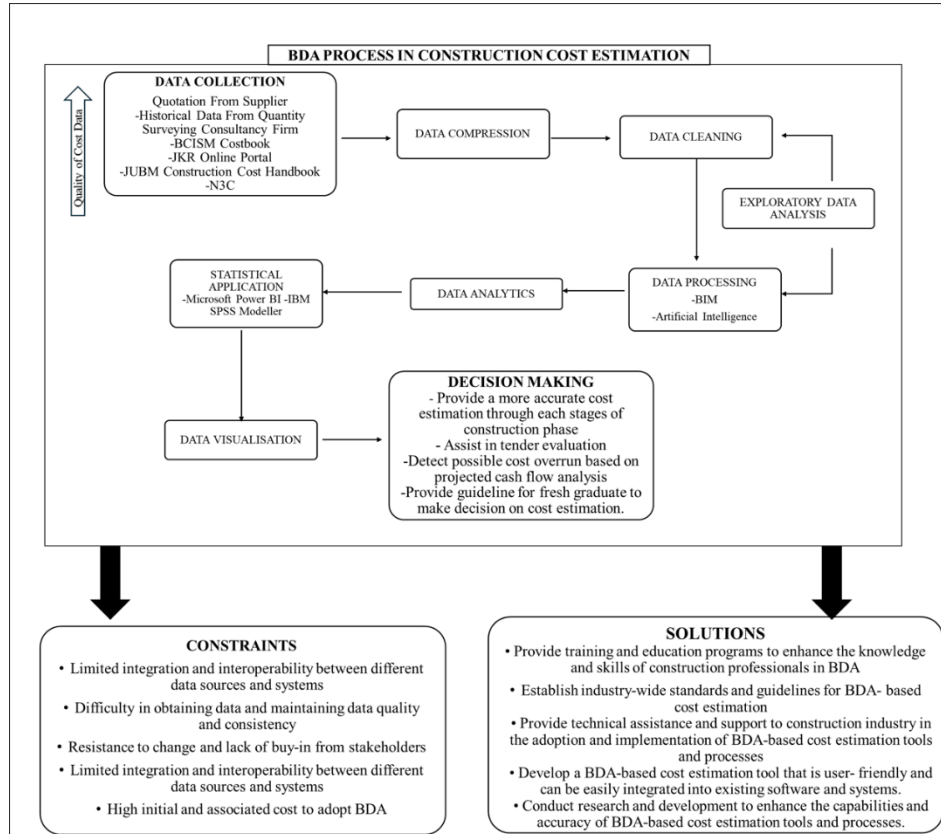 BDA PROCESS IN CONSTRUCTION COST ESTIMATION
Quality of Cost Data
DATA COLLECTION
Quotation From Supplier
-Historical Data From Quantity
Surveying Consultancy Firm
-BCISM Costbook
-JKR Online Portal
-JUBM Construction Cost Handbook
-N3C
DATA COMPRESSION
DATA CLEANING
EXPLORATORY DATA
ANALYSIS
DATA PROCESSING
-BIM
-Artificial Intelligence
DATA ANALYTICS
STATISTICAL
APPLICATION
-Microsoft Power BI -IBM
SPSS Modeller
DATA VISUALISATION
DECISION MAKING
- Provide a more accurate cost
estimation through each stages of
construction phase
- Assist in tender evaluation
-Detect possible cost overrun based on
projected cash flow analysis
-Provide guideline for fresh graduate to
make decision on cost estimation.
CONSTRAINTS
• Limited integration and interoperability between different
data sources and systems
• Difficulty in obtaining data and maintaining data quality
and consistency
• Resistance to change and lack of buy-in from stakeholders
• Limited integration and interoperability between different
data sources and systems
• High initial and associated cost to adopt BDA
SOLUTIONS
• Provide training and education programs to enhance the knowledge
and skills of construction professionals in BDA
• Establish industry-wide standards and guidelines for BDA- based
cost estimation
• Provide technical assistance and support to construction industry in
the adoption and implementation of BDA-based cost estimation tools
and processes
• Develop a BDA-based cost estimation tool that is user- friendly and
can be easily integrated into existing software and systems.
• Conduct research and development to enhance the capabilities and
accuracy of BDA-based cost estimation tools and processes.